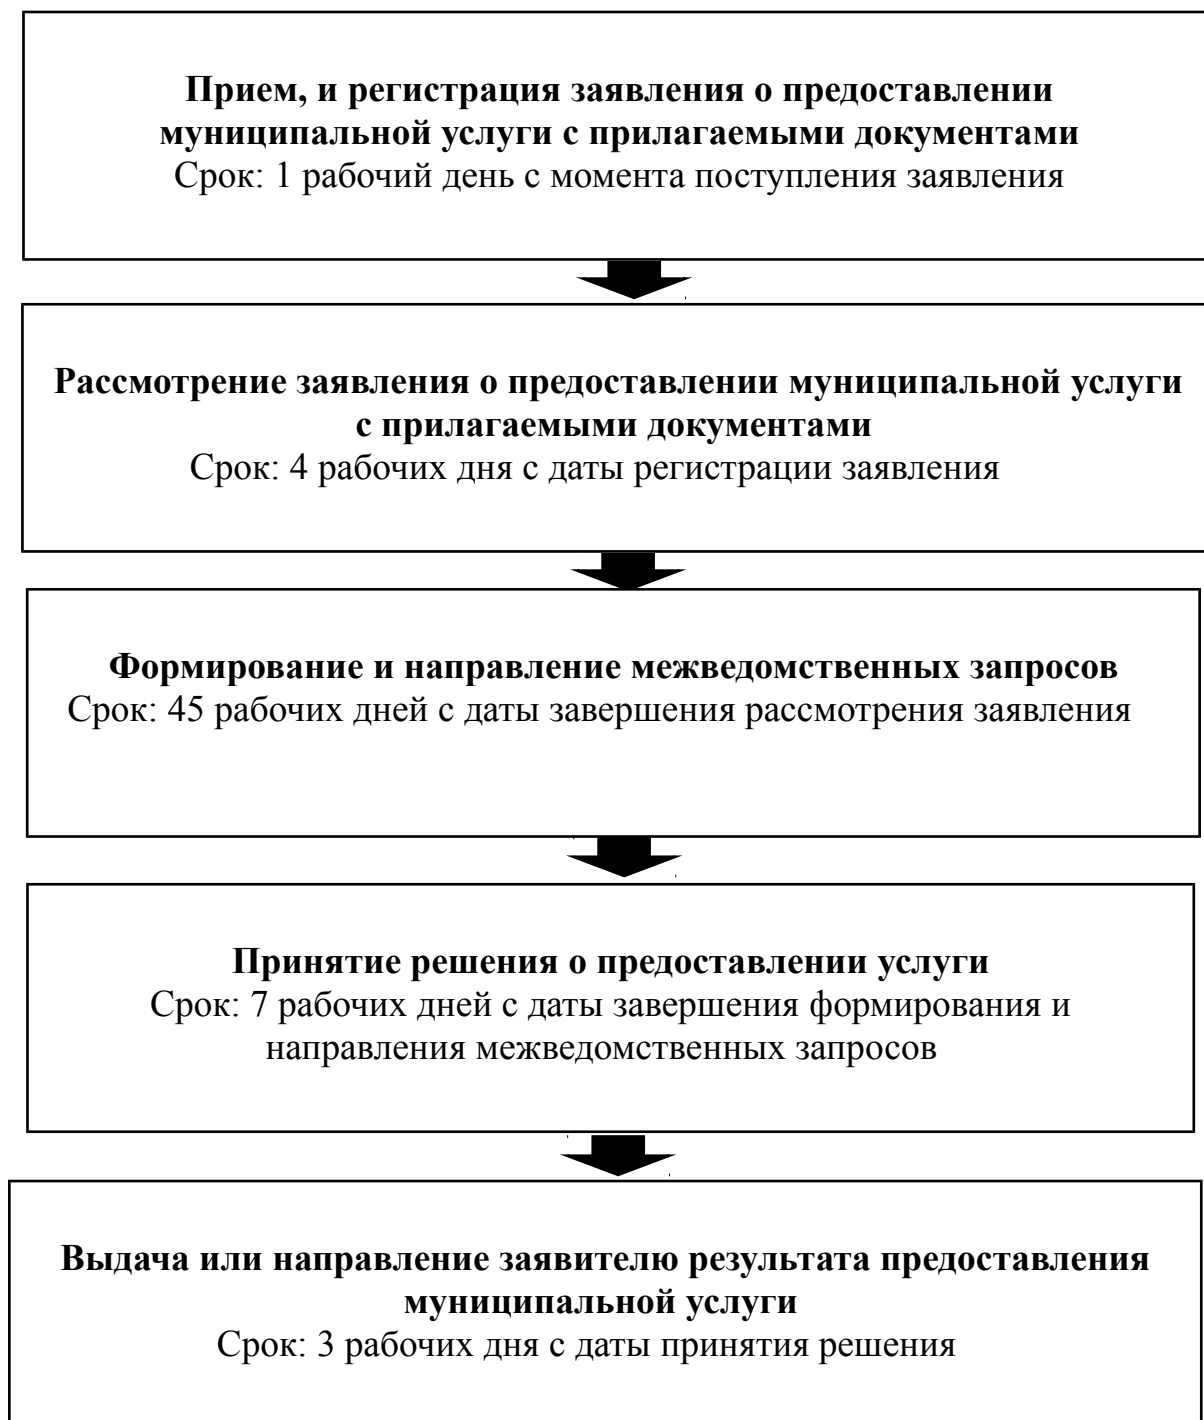 Прием, и регистрация заявления о предоставлении
муниципальной услуги с прилагаемыми документами
Срок: 1 рабочий день с момента поступления заявления
Рассмотрение заявления о предоставлении муниципальной услуги
с прилагаемыми документами
Срок: 4 рабочих дня с даты регистрации заявления
Формирование и направление межведомственных запросов
Срок: 45 рабочих дней с даты завершения рассмотрения заявления
Принятие решения о предоставлении услуги
Срок: 7 рабочих дней с даты завершения формирования и
направления межведомственных запросов
Выдача или направление заявителю результата предоставления
муниципальной услуги
Срок: 3 рабочих дня с даты принятия решения